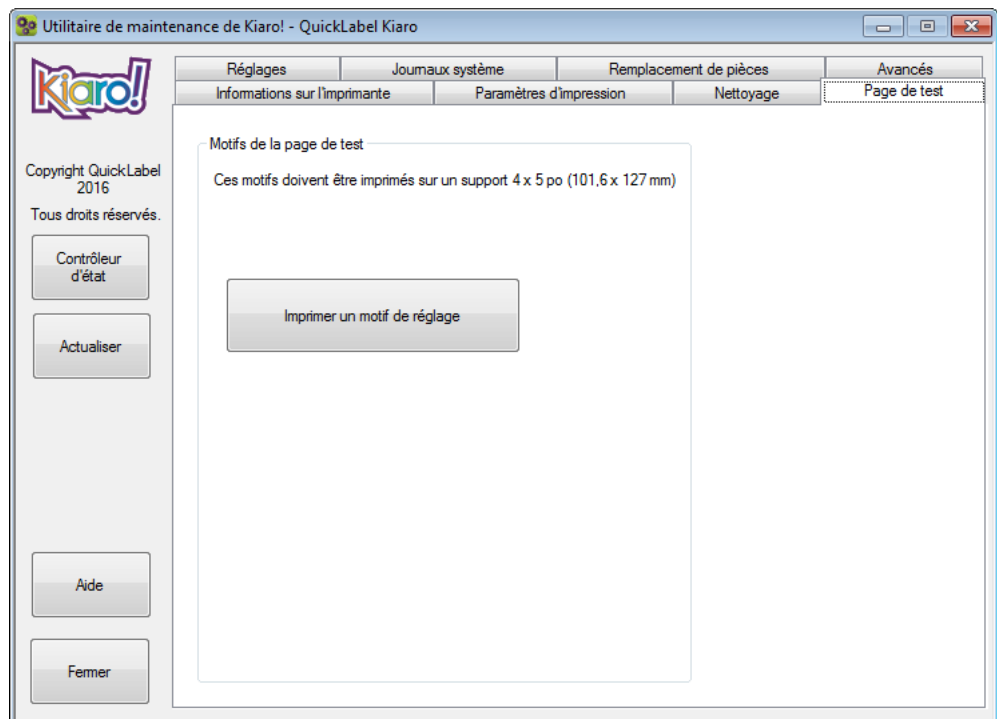 Utilitaire de maintenance de Kiaro! - QuickLabel Kiaro
Kiaro!
Copyright QuickLabel
2016
Tous droits réservés.
Contrôleur
d'état
Actualiser
Aide
Fermer
Réglages
Journaux système
Remplacement de pièces
Avancés
Informations sur l'imprimante
Paramètres d'impression
Nettoyage
Page de test
Motifs de la page de test
Ces motifs doivent être imprimés sur un support 4 x 5 po (101,6 x 127 mm)
Imprimer un motif de réglage